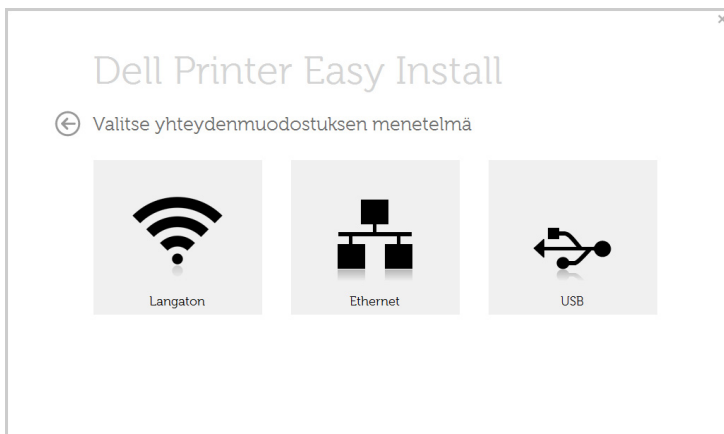 Dell Printer Easy Install
Valitse yhteydenmuodostuksen menetelmä
Langaton
Ethernet
USB